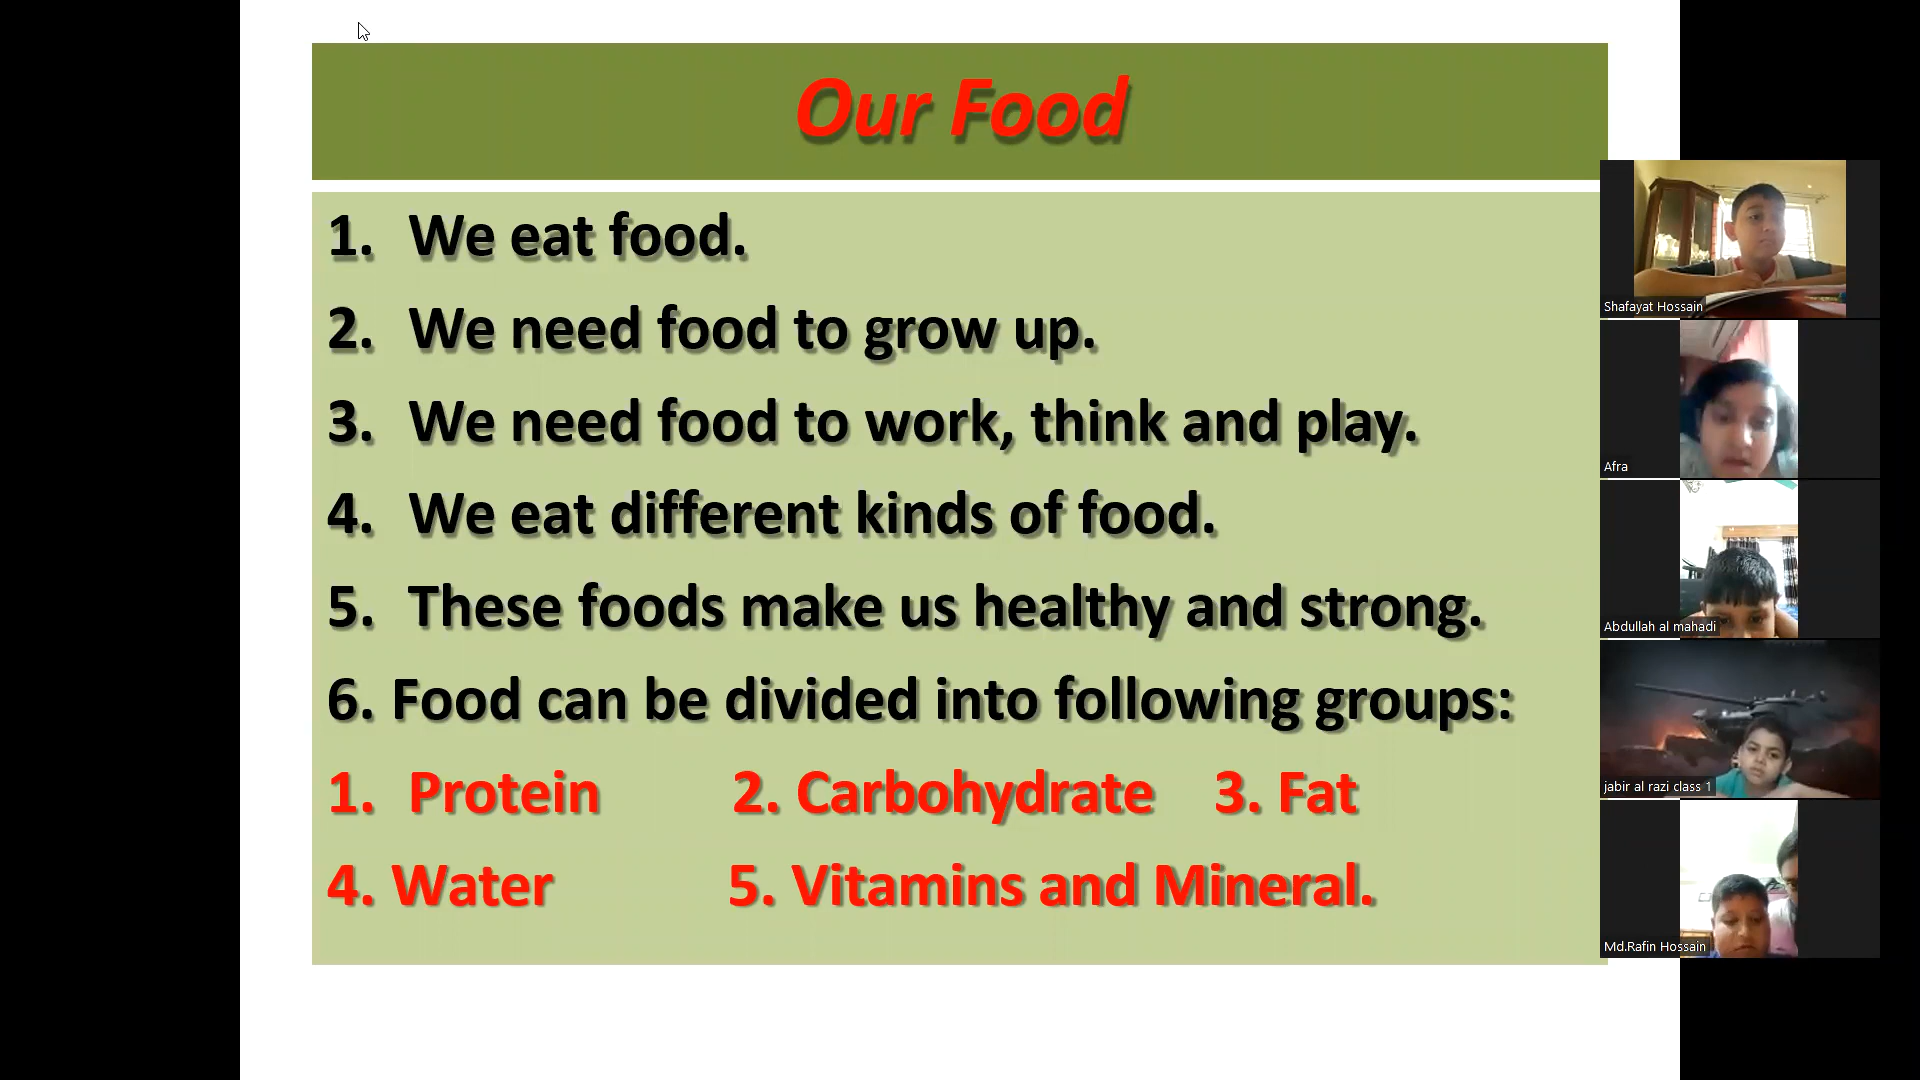 Our Food
1. We eat food.
2. We need food to grow up.
3. We need food to work, think and play.
4. We eat different kinds of food.
5. These foods make us healthy and strong.
6. Food can be divided into following groups:
1. Protein 2. Carbohydrate 3. Fat
4. Water 5. Vitamins and Mineral.
Shafayat Hossain
Afra
Abdullah al mahadi
jabir al razi class 1
Md.Rafin Hossain